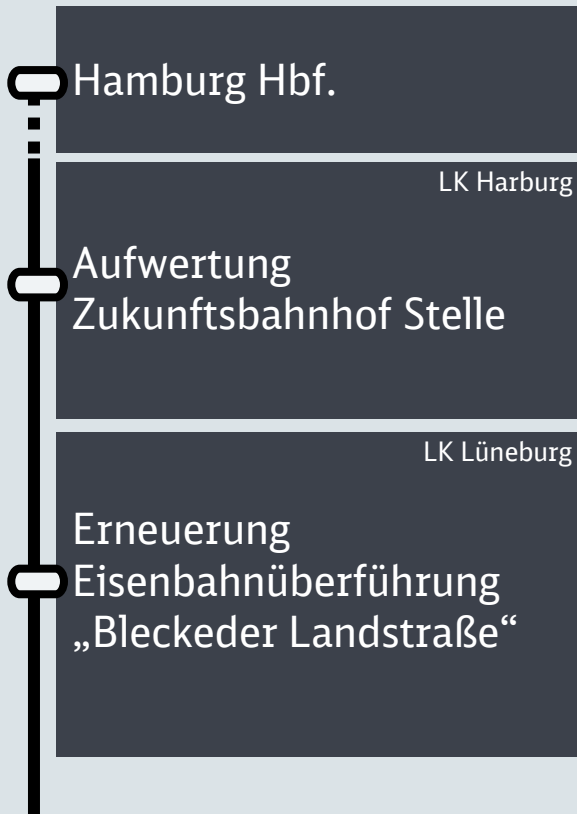 Hamburg Hbf.
LK Harburg
Aufwertung
Zukunftsbahnhof Stelle
LK Lüneburg
Erneuerung
Eisenbahnüberführung
„Bleckeder Landstraße“